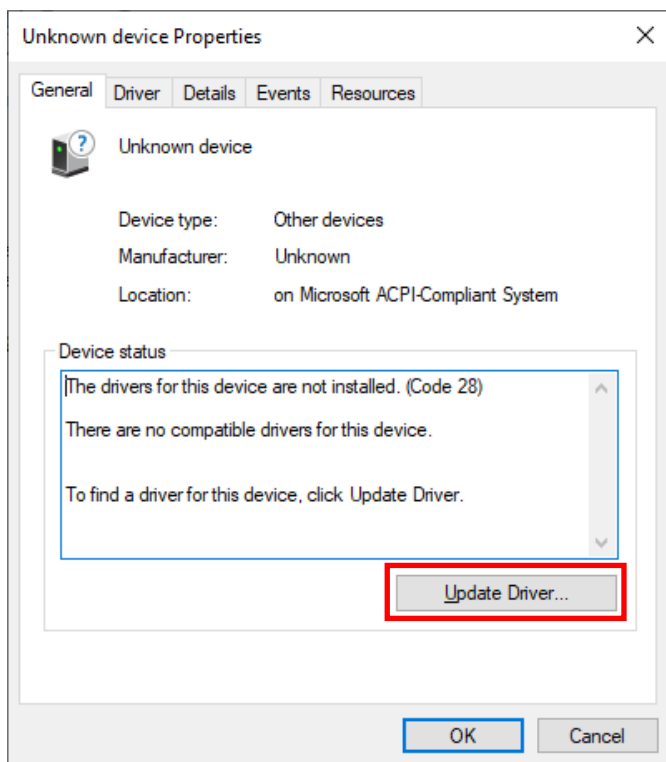 Unknown device Properties
General Driver Details Events Resources
Unknown device
Device type: Other devices
Manufacturer: Unknown
Location: on Microsoft ACPI-Compliant System
Device status
The drivers for this device are not installed. (Code 28)
There are no compatible drivers for this device.
To find a driver for this device, click Update Driver.
Update Driver...
OK Cancel